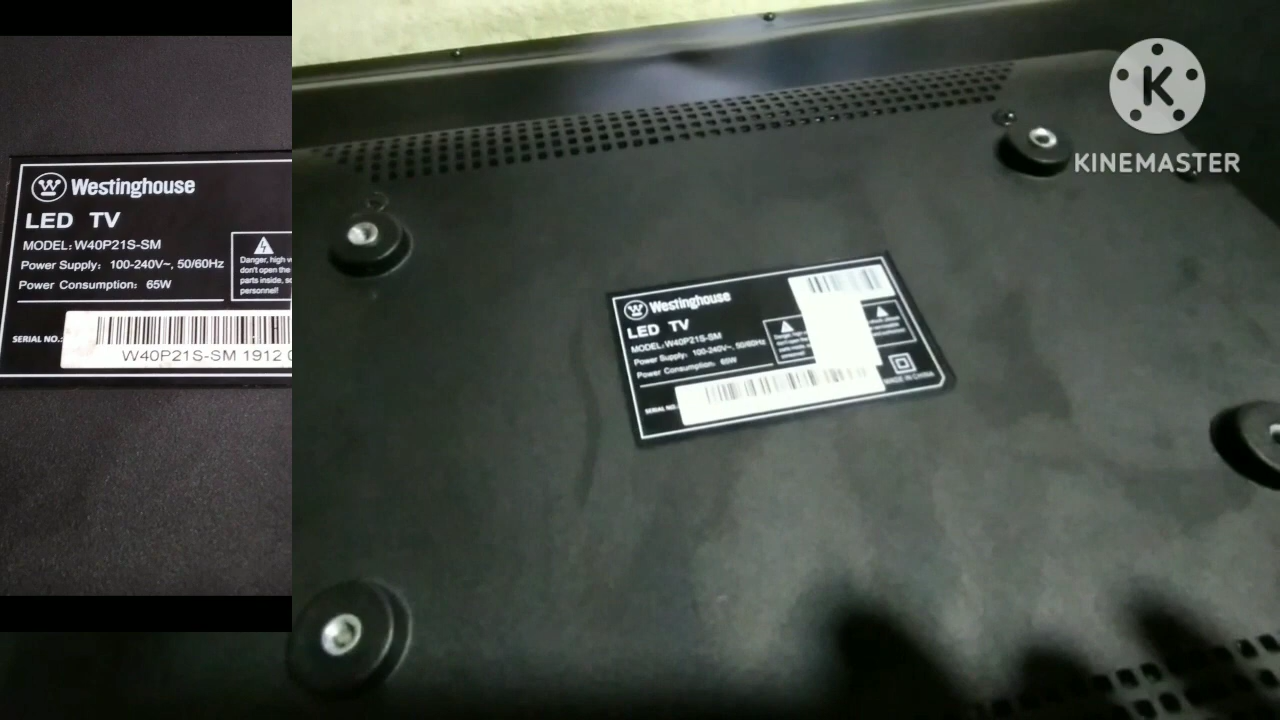 Westinghouse
LED TV
MODEL: W40P21S-SM
Power Supply: 100-240V~, 50/60Hz
Power Consumption: 65W
Danger, high
don't open the
parts inside,
personnel!
SERIAL NO.:
W40P21S-SM 1912
KINEMASTER
Westinghouse
LED TV
MODEL: W40P21S-SM
Power Supply: 100-240V~, 50/60Hz
Power Consumption: 65W
SERIAL NO.:
MADE IN CHINA